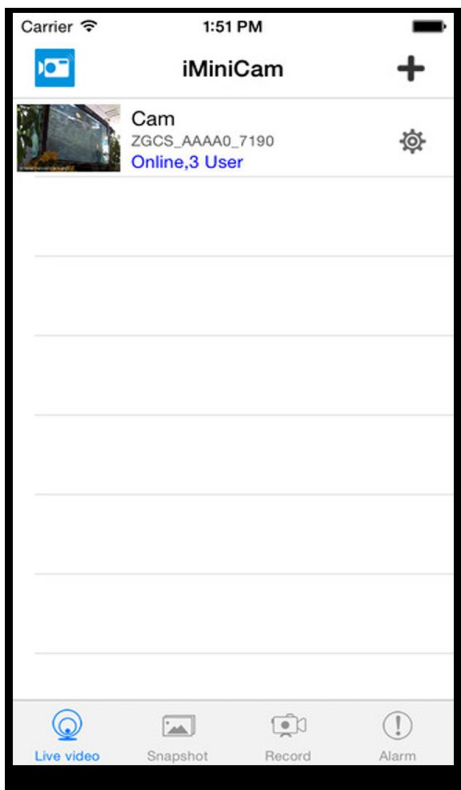 Carrier 1:51 PM
iMiniCam
Cam
ZGCS_AAAA0_7190
Online,3 User
Live video Snapshot Record Alarm